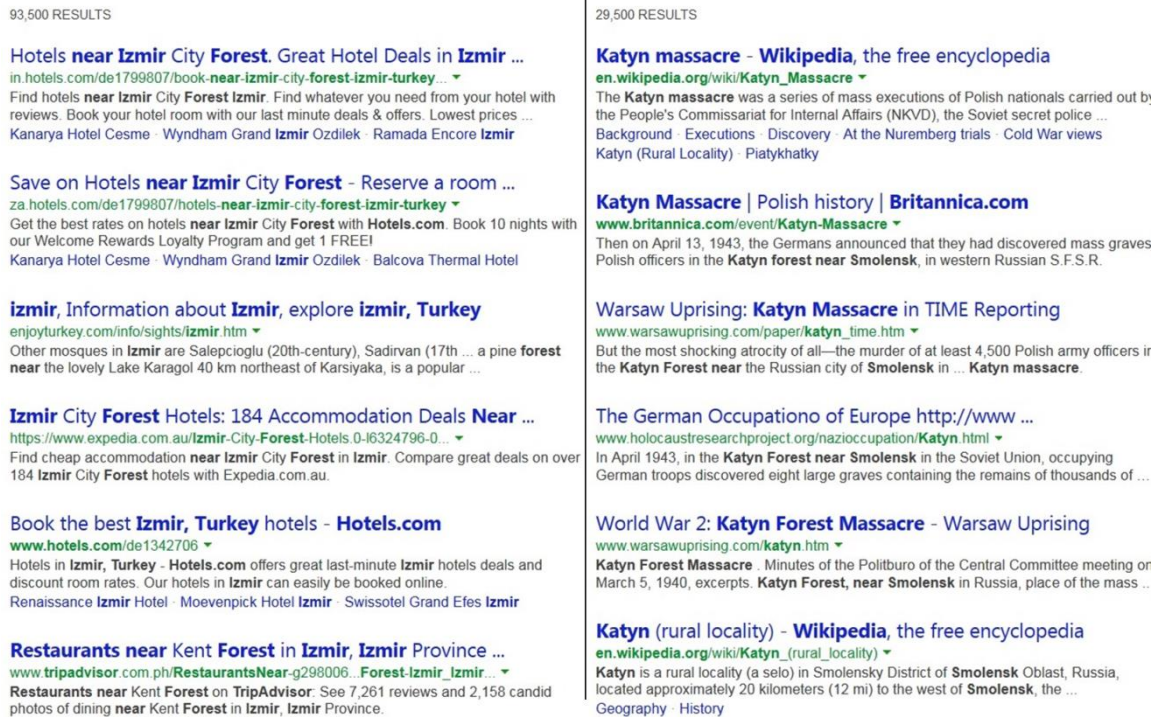 93,500 RESULTS
Hotels near Izmir City Forest. Great Hotel Deals in Izmir ...
in.hotels.com/de1799807/book-near-izmir-city-forest-izmir-turkey...
Find hotels near Izmir City Forest Izmir. Find whatever you need from your hotel with
reviews. Book your hotel room with our last minute deals & offers. Lowest prices ...
Kanarya Hotel Cesme · Wyndham Grand Izmir Ozdilek · Ramada Encore Izmir
Save on Hotels near Izmir City Forest - Reserve a room ...
za.hotels.com/de1799807/hotels-near-izmir-city-forest-izmir-turkey
Get the best rates on hotels near Izmir City Forest with Hotels.com. Book 10 nights with
our Welcome Rewards Loyalty Program and get 1 FREE!
Kanarya Hotel Cesme · Wyndham Grand Izmir Ozdilek · Balcova Thermal Hotel
izmir, Information about Izmir, explore izmir, Turkey
enjoyturkey.com/info/sights/izmir.htm
Other mosques in Izmir are Salepcioglu (20th-century), Sadirvan (17th ... a pine forest
near the lovely Lake Karagol 40 km northeast of Karsiyaka, is a popular ...
Izmir City Forest Hotels: 184 Accommodation Deals Near ...
https://www.expedia.com.au/Izmir-City-Forest-Hotels.0-l6324796-0...
Find cheap accommodation near Izmir City Forest in Izmir. Compare great deals on over
184 Izmir City Forest hotels with Expedia.com.au.
Book the best Izmir, Turkey hotels - Hotels.com
www.hotels.com/de1342706
Hotels in Izmir, Turkey - Hotels.com offers great last-minute Izmir hotels deals and
discount room rates. Our hotels in Izmir can easily be booked online.
Renaissance Izmir Hotel · Moevenpick Hotel Izmir · Swissotel Grand Efes Izmir
Restaurants near Kent Forest in Izmir, Izmir Province ...
www.tripadvisor.com.ph/RestaurantsNear-g298006...Forest-Izmir_Izmir...
Restaurants near Kent Forest on TripAdvisor: See 7,261 reviews and 2,158 candid
photos of dining near Kent Forest in Izmir, Izmir Province.
29,500 RESULTS
Katyn massacre - Wikipedia, the free encyclopedia
en.wikipedia.org/wiki/Katyn_Massacre
The Katyn massacre was a series of mass executions of Polish nationals carried out by
the People's Commissariat for Internal Affairs (NKVD), the Soviet secret police ...
Background · Executions · Discovery · At the Nuremberg trials · Cold War views
Katyn (Rural Locality) · Piatykhatky
Katyn Massacre | Polish history | Britannica.com
www.britannica.com/event/Katyn-Massacre
Then on April 13, 1943, the Germans announced that they had discovered mass graves
Polish officers in the Katyn forest near Smolensk, in western Russian S.F.S.R.
Warsaw Uprising: Katyn Massacre in TIME Reporting
www.warsawuprising.com/paper/katyn_time.htm
But the most shocking atrocity of all—the murder of at least 4,500 Polish army officers in
the Katyn Forest near the Russian city of Smolensk in ... Katyn massacre.
The German Occupationo of Europe http://www ...
www.holocaustresearchproject.org/nazioccupation/Katyn.html
In April 1943, in the Katyn Forest near Smolensk in the Soviet Union, occupying
German troops discovered eight large graves containing the remains of thousands of ...
World War 2: Katyn Forest Massacre - Warsaw Uprising
www.warsawuprising.com/katyn.htm
Katyn Forest Massacre . Minutes of the Politburo of the Central Committee meeting on
March 5, 1940, excerpts. Katyn Forest, near Smolensk in Russia, place of the mass ...
Katyn (rural locality) - Wikipedia, the free encyclopedia
en.wikipedia.org/wiki/Katyn_(rural_locality)
Katyn is a rural locality (a selo) in Smolensky District of Smolensk Oblast, Russia,
located approximately 20 kilometers (12 mi) to the west of Smolensk, the ...
Geography · History